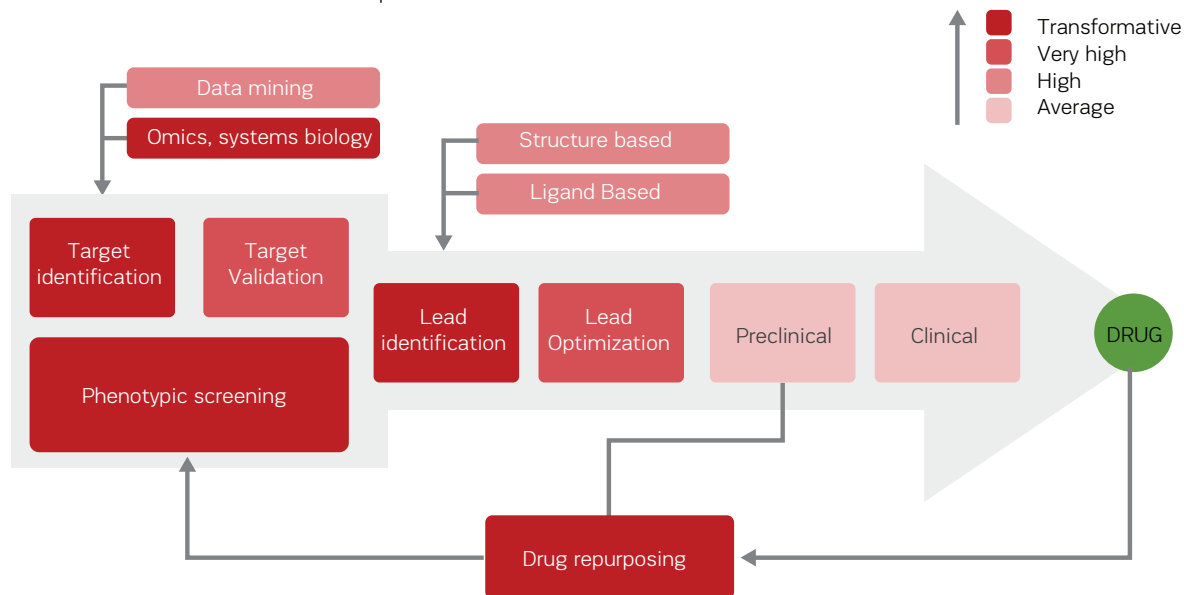 Transformative
Very high
High
Average
Data mining
Omics, systems biology
Structure based
Ligand Based
Target
identification
Target
Validation
Lead
identification
Lead
Optimization
Preclinical
Clinical
DRUG
Phenotypic screening
Drug repurposing